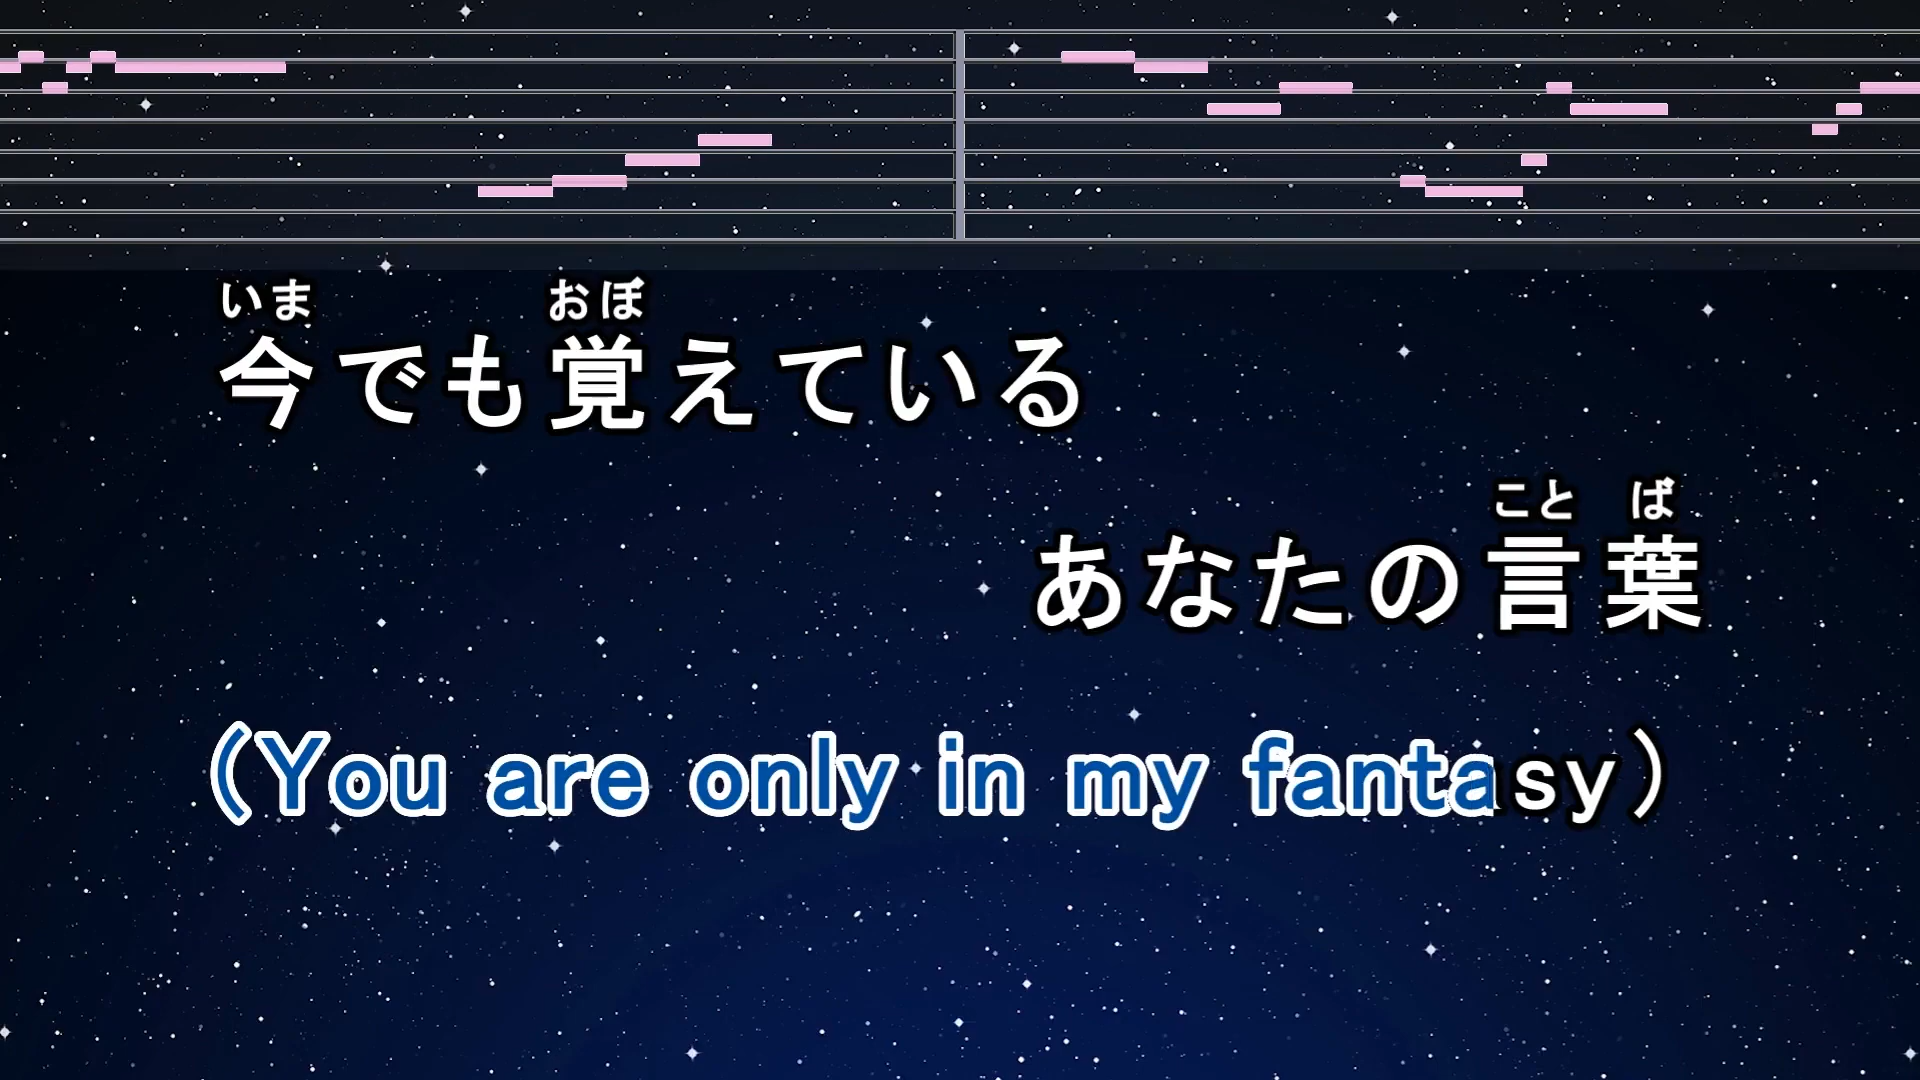 いま おぼ
今でも覚えている
こと ば
あなたの言葉
(You are only in my fantasy)